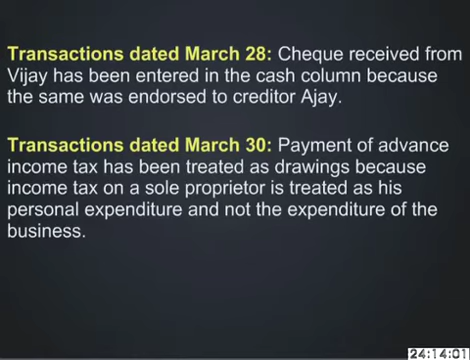 Transactions dated March 28: Cheque received from
Vijay has been entered in the cash column because
the same was endorsed to creditor Ajay.
Transactions dated March 30: Payment of advance
income tax has been treated as drawings because
income tax on a sole proprietor is treated as his
personal expenditure and not the expenditure of the
business.
24:14:01